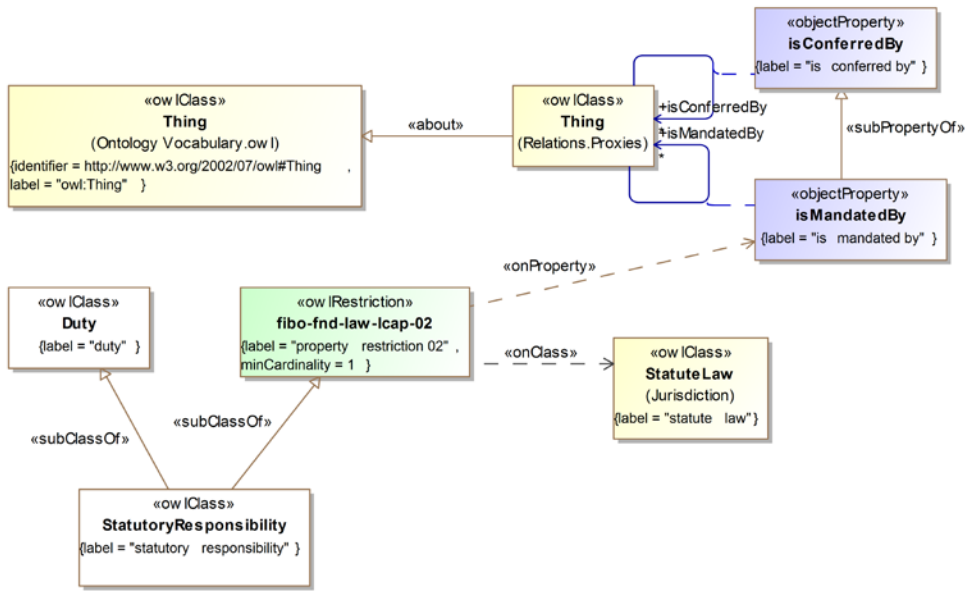 «objectProperty»
isConferredBy
{label = "is conferred by" }
«owlClass»
Thing
(Ontology Vocabulary.owl)
{identifier = http://www.w3.org/2002/07/owl#Thing ,
label = "owl:Thing" }
«about»
«owlClass»
Thing
(Relations.Proxies)
+isConferredBy
*
+isMandatedBy
*
«subPropertyOf»
«objectProperty»
isMandatedBy
{label = "is mandated by" }
«onProperty»
«owlClass»
Duty
{label = "duty" }
«owlRestriction»
fibo-fnd-law-lcap-02
{label = "property restriction 02" ,
minCardinality = 1 }
«onClass»
«owlClass»
StatuteLaw
(Jurisdiction)
{label = "statute law" }
«subClassOf»
«subClassOf»
«owlClass»
StatutoryResponsibility
{label = "statutory responsibility" }